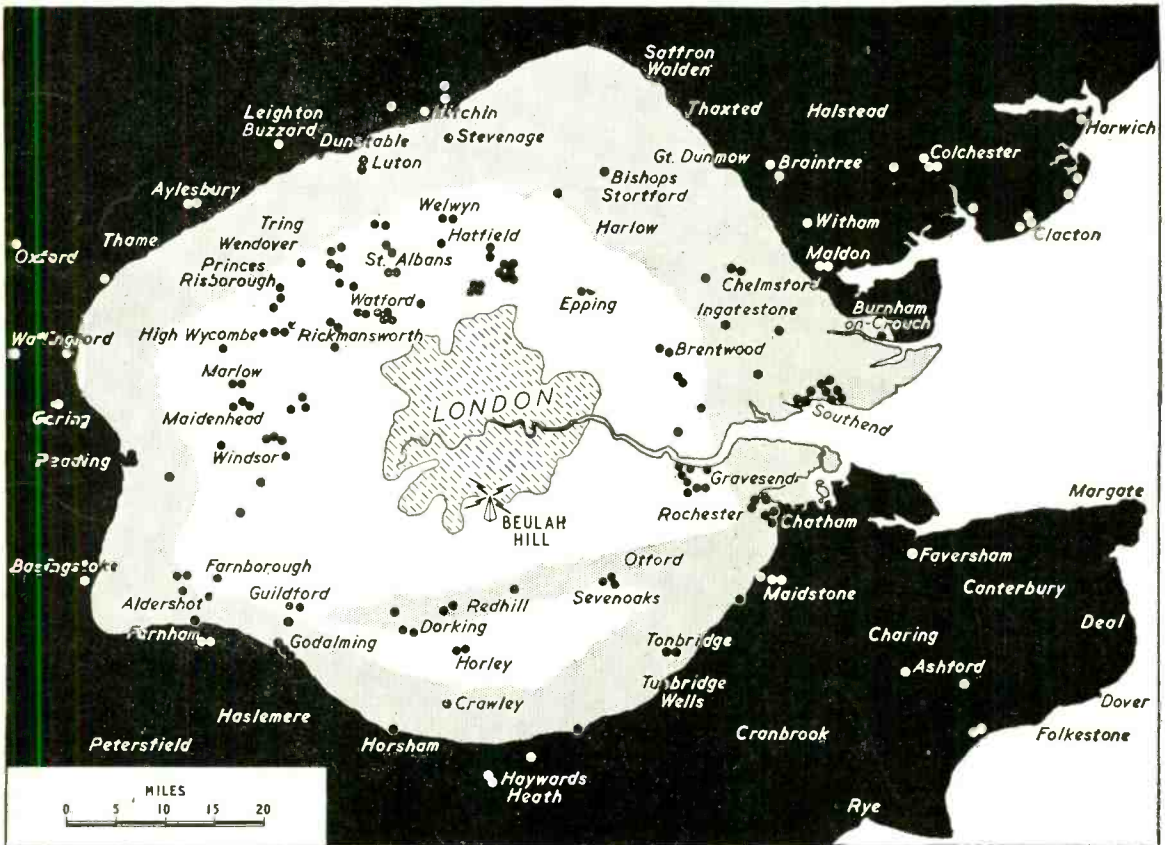 Saffron
Walden
Thaxted
Halstead
Harwich
Hitchin
Leighton
Buzzard
Dunstable
Stevenage
Luton
Gt. Dunmow
Braintree
Colchester
Bishops
Stortford
Aylesbury
Welwyn
Witham
Clacton
Tring
Wendover
Hatfield
Harlow
Thame
Oxford
St. Albans
Maldon
Princes
Risborough
Chelmsford
Watford
Epping
Ingatestone
Burnham
on-Crouch
Wallingford
High Wycombe
Rickmansworth
Brentwood
Marlow
LONDON
Maidenhead
Southend
Goring
Reading
Windsor
Gravesend
Margate
Rochester
Chatham
BEULAH
HILL
Faversham
Otford
Basingstoke
Farnborough
Canterbury
Maidstone
Aldershot
Guildford
Redhill
Sevenoaks
Deal
Farnham
Godalming
Dorking
Tonbridge
Charing
Horley
Ashford
Tunbridge
Wells
Crawley
Dover
Haslemere
Cranbrook
Folkestone
Petersfield
Horsham
Haywards
Heath
MILES
0 5 10 15 20
Rye